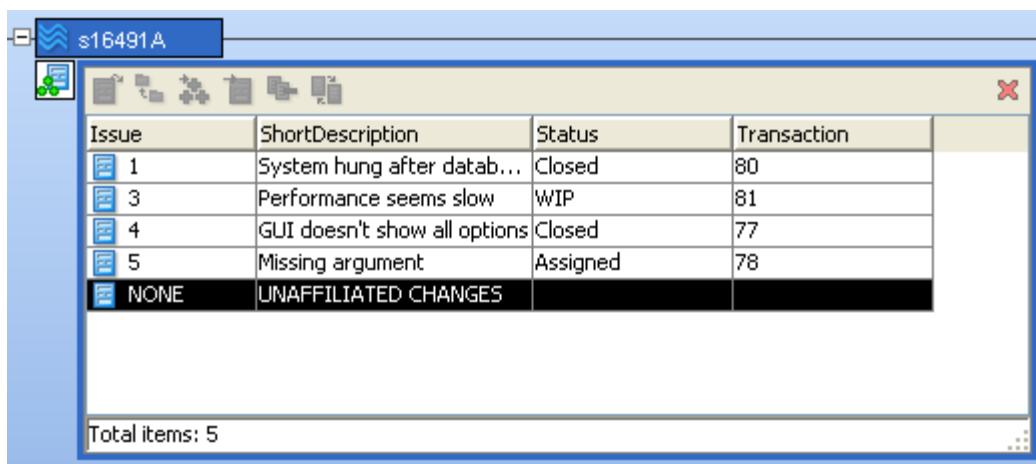 s16491A
Issue ShortDescription Status Transaction
1 System hung after datab... Closed 80
3 Performance seems slow WIP 81
4 GUI doesn't show all options Closed 77
5 Missing argument Assigned 78
NONE UNAFFILIATED CHANGES
Total items: 5